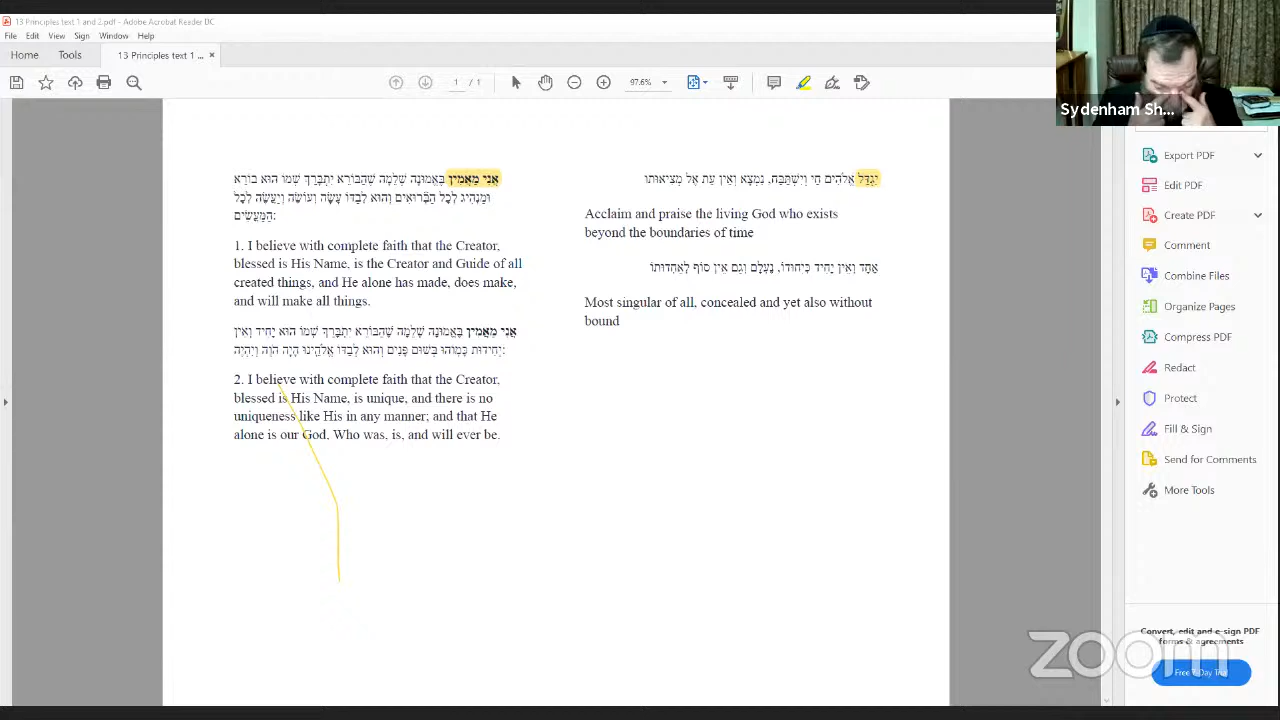 13 Principles text 1 and 2.pdf - Adobe Acrobat Reader DC
File Edit View Sign Window Help
Home Tools 13 Principles text 1 ... ×
1 / 1 97.6%
Sydenham Sh...
אֲנִי מַאֲמִין בֶּאֱמוּנָה שְׁלֵמָה שֶׁהַבּוֹרֵא יִתְבָּרַךְ שְׁמוֹ הוּא בּוֹרֵא
וּמַנְהִיג לְכָל הַבְּרוּאִים וְהוּא לְבַדּוֹ עָשָׂה וְעוֹשֶׂה וְיַעֲשֶׂה לְכָל
הַמַּעֲשִׂים:
1. I believe with complete faith that the Creator,
blessed is His Name, is the Creator and Guide of all
created things, and He alone has made, does make,
and will make all things.
אֲנִי מַאֲמִין בֶּאֱמוּנָה שְׁלֵמָה שֶׁהַבּוֹרֵא יִתְבָּרַךְ שְׁמוֹ הוּא יָחִיד וְאֵין
יְחִידוּת כָּמוֹהוּ בְּשׁוּם פָּנִים וְהוּא לְבַדּוֹ אֱלֹהֵינוּ הָיָה הֹוֶה וְיִהְיֶה:
2. I believe with complete faith that the Creator,
blessed is His Name, is unique, and there is no
uniqueness like His in any manner; and that He
alone is our God. Who was, is, and will ever be.
יִגְדַּל אֱלֹהִים חַי וְיִשְׁתַּבַּח, נִמְצָא וְאֵין עֵת אֶל מְצִיאוּתוֹ
Acclaim and praise the living God who exists
beyond the boundaries of time
אֶחָד וְאֵין יָחִיד כְּיִחוּדוֹ, נֶעְלָם וְגַם אֵין סוֹף לְאַחְדוּתוֹ
Most singular of all, concealed and yet also without
bound
Export PDF
Edit PDF
Create PDF
Comment
Combine Files
Organize Pages
Compress PDF
Redact
Protect
Fill & Sign
Send for Comments
More Tools
Convert, edit and e-sign PDF
forms & agreements
Free 7-Day Trial
zoom